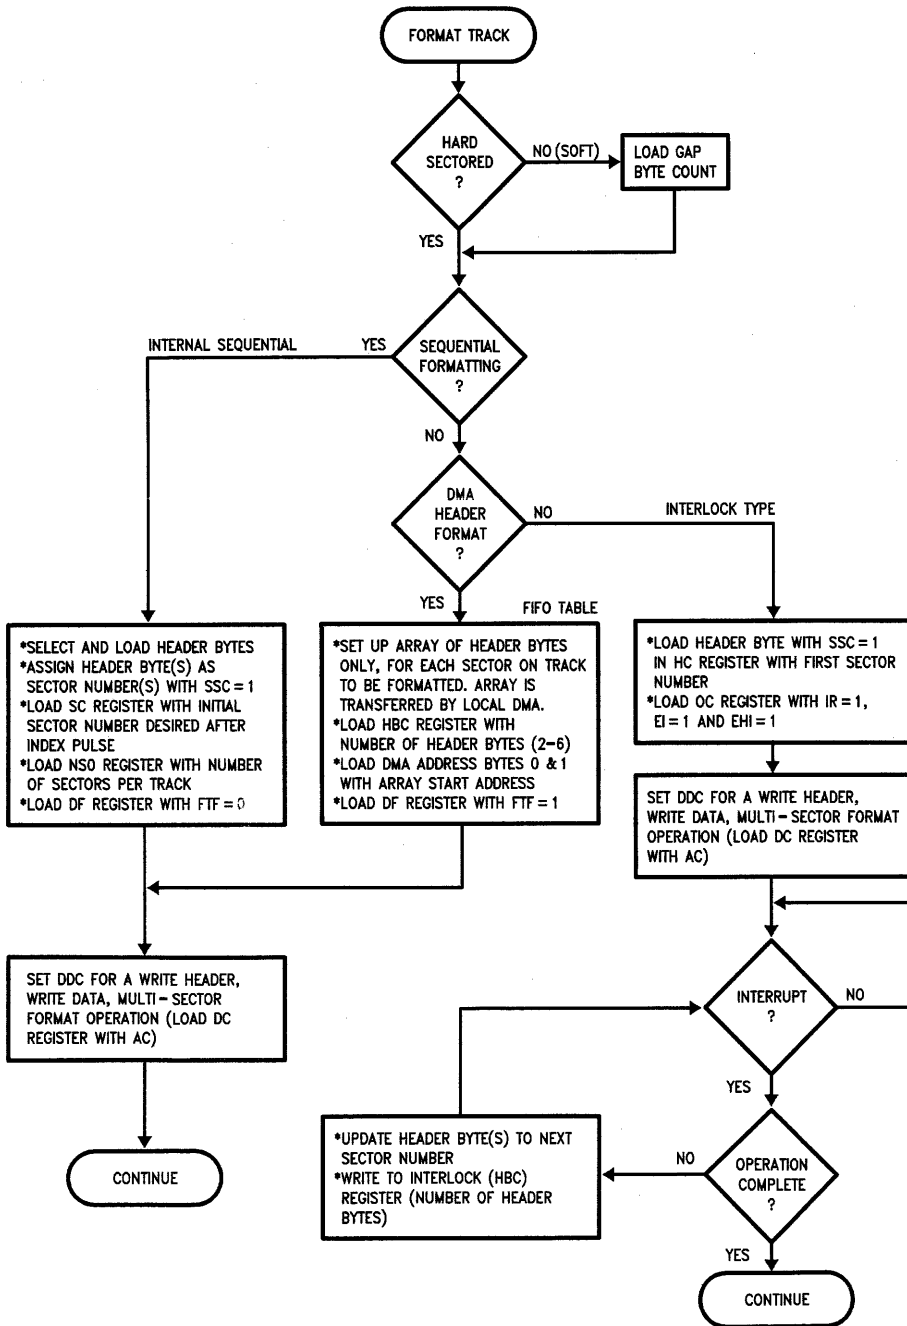 FORMAT TRACK
HARD
SECTORED
?
NO (SOFT)
LOAD GAP
BYTE COUNT
YES
INTERNAL SEQUENTIAL
YES
SEQUENTIAL
FORMATTING
?
NO
DMA
HEADER
FORMAT
?
NO
INTERLOCK TYPE
YES
FIFO TABLE
*SELECT AND LOAD HEADER BYTES
*ASSIGN HEADER BYTE(S) AS
SECTOR NUMBER(S) WITH SSC = 1
*LOAD SC REGISTER WITH INITIAL
SECTOR NUMBER DESIRED AFTER
INDEX PULSE
*LOAD NSO REGISTER WITH NUMBER
OF SECTORS PER TRACK
*LOAD DF REGISTER WITH FTF = 0
*SET UP ARRAY OF HEADER BYTES
ONLY, FOR EACH SECTOR ON TRACK
TO BE FORMATTED. ARRAY IS
TRANSFERRED BY LOCAL DMA.
*LOAD HBC REGISTER WITH
NUMBER OF HEADER BYTES (2-6)
*LOAD DMA ADDRESS BYTES 0 & 1
WITH ARRAY START ADDRESS
*LOAD DF REGISTER WITH FTF = 1
*LOAD HEADER BYTE WITH SSC = 1
IN HC REGISTER WITH FIRST SECTOR
NUMBER
*LOAD OC REGISTER WITH IR = 1,
EI = 1 AND EHI = 1
SET DDC FOR A WRITE HEADER,
WRITE DATA, MULTI-SECTOR FORMAT
OPERATION (LOAD DC REGISTER
WITH AC)
SET DDC FOR A WRITE HEADER,
WRITE DATA, MULTI-SECTOR
FORMAT OPERATION (LOAD DC
REGISTER WITH AC)
CONTINUE
INTERRUPT
?
NO
YES
*UPDATE HEADER BYTE(S) TO NEXT
SECTOR NUMBER
*WRITE TO INTERLOCK (HBC)
REGISTER (NUMBER OF HEADER
BYTES)
NO
OPERATION
COMPLETE
?
YES
CONTINUE